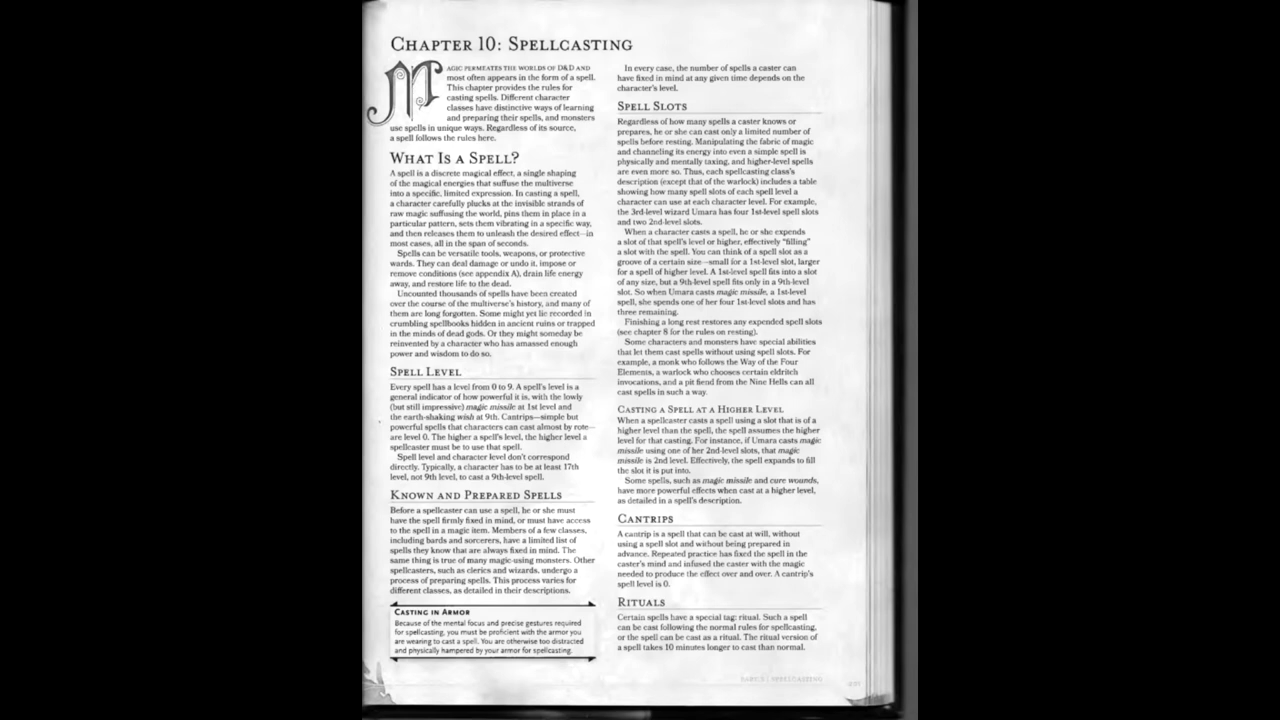 CHAPTER 10: SPELLCASTING
MAGIC PERMEATES THE WORLDS OF D&D AND
most often appears in the form of a spell.
This chapter provides the rules for
casting spells. Different character
classes have distinctive ways of learning
and preparing their spells, and monsters
use spells in unique ways. Regardless of its source,
a spell follows the rules here.
WHAT IS A SPELL?
A spell is a discrete magical effect, a single shaping
of the magical energies that suffuse the multiverse
into a specific, limited expression. In casting a spell,
a character carefully plucks at the invisible strands of
raw magic suffusing the world, pins them in place in a
particular pattern, sets them vibrating in a specific way,
and then releases them to unleash the desired effect—in
most cases, all in the span of seconds.
Spells can be versatile tools, weapons, or protective
wards. They can deal damage or undo it, impose or
remove conditions (see appendix A), drain life energy
away, and restore life to the dead.
Uncounted thousands of spells have been created
over the course of the multiverse's history, and many of
them are long forgotten. Some might yet lie recorded in
crumbling spellbooks hidden in ancient ruins or trapped
in the minds of dead gods. Or they might someday be
reinvented by a character who has amassed enough
power and wisdom to do so.
SPELL LEVEL
Every spell has a level from 0 to 9. A spell's level is a
general indicator of how powerful it is, with the lowly
(but still impressive) magic missile at 1st level and
the earth-shaking wish at 9th. Cantrips—simple but
powerful spells that characters can cast almost by rote—
are level 0. The higher a spell's level, the higher level a
spellcaster must be to use that spell.
Spell level and character level don't correspond
directly. Typically, a character has to be at least 17th
level, not 9th level, to cast a 9th-level spell.
KNOWN AND PREPARED SPELLS
Before a spellcaster can use a spell, he or she must
have the spell firmly fixed in mind, or must have access
to the spell in a magic item. Members of a few classes,
including bards and sorcerers, have a limited list of
spells they know that are always fixed in mind. The
same thing is true of many magic-using monsters. Other
spellcasters, such as clerics and wizards, undergo a
process of preparing spells. This process varies for
different classes, as detailed in their descriptions.
CASTING IN ARMOR
Because of the mental focus and precise gestures required
for spellcasting, you must be proficient with the armor you
are wearing to cast a spell. You are otherwise too distracted
and physically hampered by your armor for spellcasting.
In every case, the number of spells a caster can
have fixed in mind at any given time depends on the
character's level.
SPELL SLOTS
Regardless of how many spells a caster knows or
prepares, he or she can cast only a limited number of
spells before resting. Manipulating the fabric of magic
and channeling its energy into even a simple spell is
physically and mentally taxing, and higher-level spells
are even more so. Thus, each spellcasting class's
description (except that of the warlock) includes a table
showing how many spell slots of each spell level a
character can use at each character level. For example,
the 3rd-level wizard Umara has four 1st-level spell slots
and two 2nd-level slots.
When a character casts a spell, he or she expends
a slot of that spell's level or higher, effectively "filling"
a slot with the spell. You can think of a spell slot as a
groove of a certain size—small for a 1st-level slot, larger
for a spell of higher level. A 1st-level spell fits into a slot
of any size, but a 9th-level spell fits only in a 9th-level
slot. So when Umara casts magic missile, a 1st-level
spell, she spends one of her four 1st-level slots and has
three remaining.
Finishing a long rest restores any expended spell slots
(see chapter 8 for the rules on resting).
Some characters and monsters have special abilities
that let them cast spells without using spell slots. For
example, a monk who follows the Way of the Four
Elements, a warlock who chooses certain eldritch
invocations, and a pit fiend from the Nine Hells can all
cast spells in such a way.
CASTING A SPELL AT A HIGHER LEVEL
When a spellcaster casts a spell using a slot that is of a
higher level than the spell, the spell assumes the higher
level for that casting. For instance, if Umara casts magic
missile using one of her 2nd-level slots, that magic
missile is 2nd level. Effectively, the spell expands to fill
the slot it is put into.
Some spells, such as magic missile and cure wounds,
have more powerful effects when cast at a higher level,
as detailed in a spell's description.
CANTRIPS
A cantrip is a spell that can be cast at will, without
using a spell slot and without being prepared in
advance. Repeated practice has fixed the spell in the
caster's mind and infused the caster with the magic
needed to produce the effect over and over. A cantrip's
spell level is 0.
RITUALS
Certain spells have a special tag: ritual. Such a spell
can be cast following the normal rules for spellcasting,
or the spell can be cast as a ritual. The ritual version of
a spell takes 10 minutes longer to cast than normal.
PART 3 | SPELLCASTING